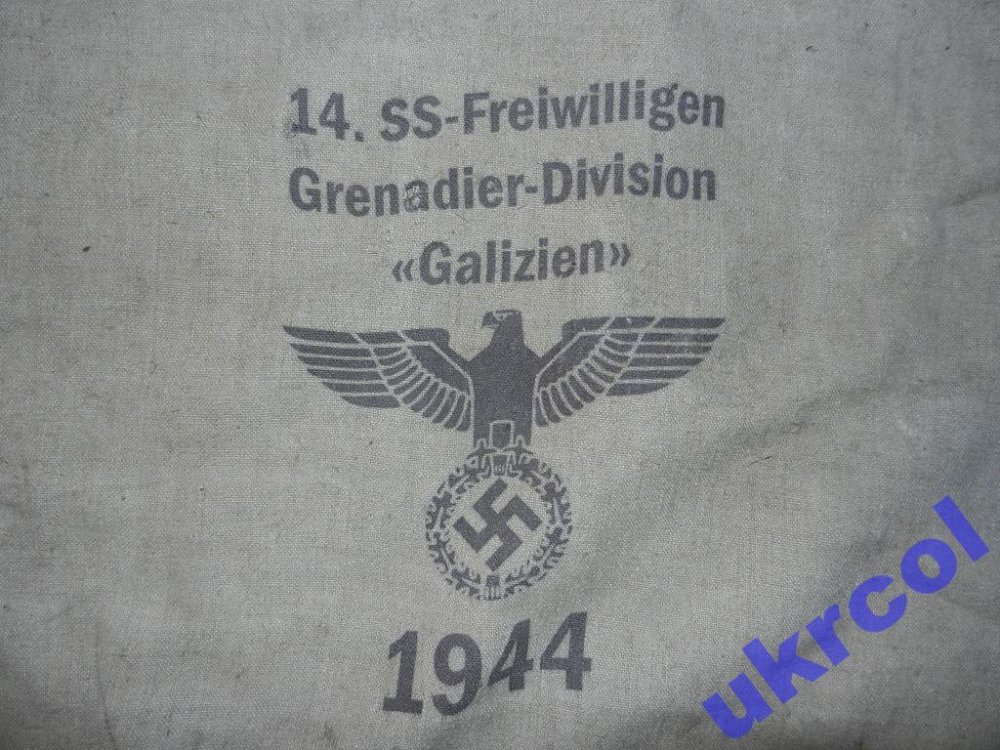 14. SS-Freiwilligen
Grenadier-Division
«Galizien»
1944
ukrcol